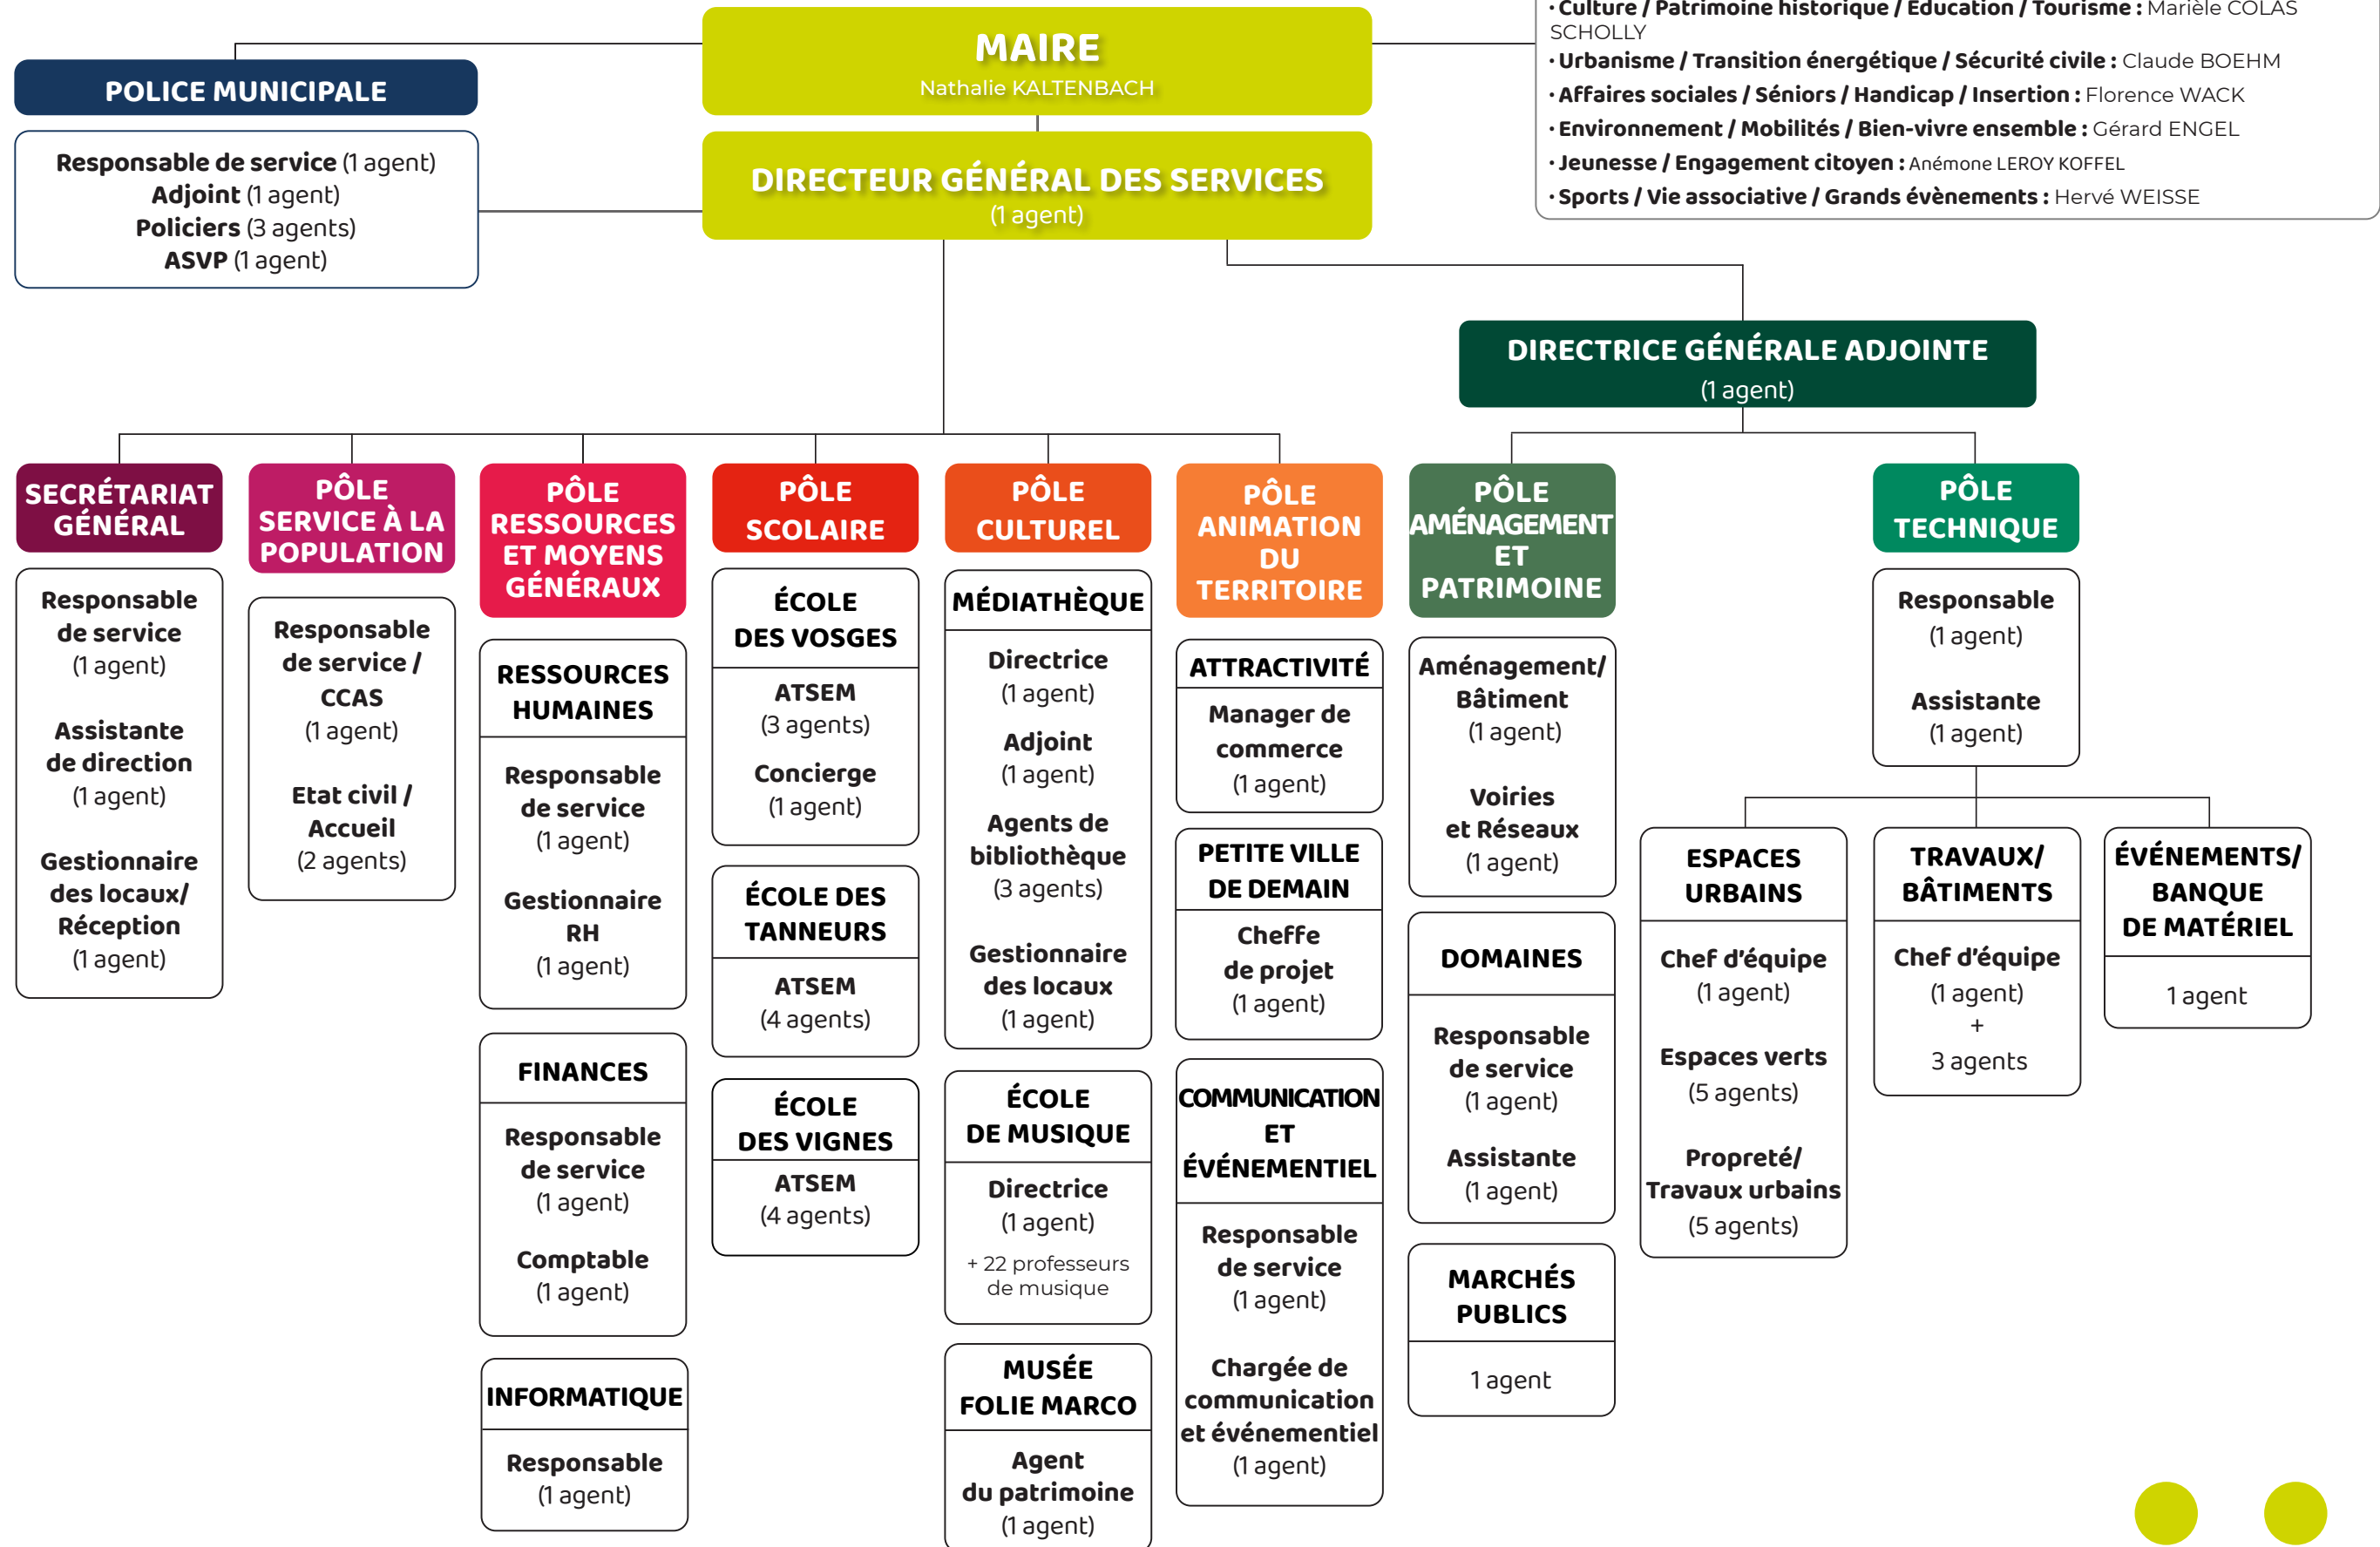 MAIRE
Nathalie KALTENBACH
• Culture / Patrimoine historique / Education / Tourisme : Marièle COLAS
SCHOLLY
• Urbanisme / Transition énergétique / Sécurité civile : Claude BOEHM
• Affaires sociales / Séniors / Handicap / Insertion : Florence WACK
• Environnement / Mobilités / Bien-vivre ensemble : Gérard ENGEL
• Jeunesse / Engagement citoyen : Anémone LEROY KOFFEL
• Sports / Vie associative / Grands évènements : Hervé WEISSE
POLICE MUNICIPALE
Responsable de service (1 agent)
Adjoint (1 agent)
Policiers (3 agents)
ASVP (1 agent)
DIRECTEUR GÉNÉRAL DES SERVICES
(1 agent)
DIRECTRICE GÉNÉRALE ADJOINTE
(1 agent)
SECRÉTARIAT
GÉNÉRAL
Responsable
de service
(1 agent)
Assistante
de direction
(1 agent)
Gestionnaire
des locaux/
Réception
(1 agent)
PÔLE
SERVICE À LA
POPULATION
Responsable
de service /
CCAS
(1 agent)
Etat civil /
Accueil
(2 agents)
PÔLE
RESSOURCES
ET MOYENS
GÉNÉRAUX
RESSOURCES
HUMAINES
Responsable
de service
(1 agent)
Gestionnaire
RH
(1 agent)
FINANCES
Responsable
de service
(1 agent)
Comptable
(1 agent)
INFORMATIQUE
Responsable
(1 agent)
PÔLE
SCOLAIRE
ÉCOLE
DES VOSGES
ATSEM
(3 agents)
Concierge
(1 agent)
ÉCOLE DES
TANNEURS
ATSEM
(4 agents)
ÉCOLE
DES VIGNES
ATSEM
(4 agents)
PÔLE
CULTUREL
MÉDIATHÈQUE
Directrice
(1 agent)
Adjoint
(1 agent)
Agents de
bibliothèque
(3 agents)
Gestionnaire
des locaux
(1 agent)
ÉCOLE
DE MUSIQUE
Directrice
(1 agent)
+ 22 professeurs
de musique
MUSÉE
FOLIE MARCO
Agent
du patrimoine
(1 agent)
PÔLE
ANIMATION
DU
TERRITOIRE
ATTRACTIVITÉ
Manager de
commerce
(1 agent)
PETITE VILLE
DE DEMAIN
Cheffe
de projet
(1 agent)
COMMUNICATION
ET
ÉVÉNEMENTIEL
Responsable
de service
(1 agent)
Chargée de
communication
et événementiel
(1 agent)
PÔLE
AMÉNAGEMENT
ET
PATRIMOINE
Aménagement/
Bâtiment
(1 agent)
Voiries
et Réseaux
(1 agent)
DOMAINES
Responsable
de service
(1 agent)
Assistante
(1 agent)
MARCHÉS
PUBLICS
1 agent
PÔLE
TECHNIQUE
Responsable
(1 agent)
Assistante
(1 agent)
ESPACES
URBAINS
Chef d'équipe
(1 agent)
Espaces verts
(5 agents)
Propreté/
Travaux urbains
(5 agents)
TRAVAUX/
BÂTIMENTS
Chef d'équipe
(1 agent)
+
3 agents
ÉVÉNEMENTS/
BANQUE
DE MATÉRIEL
1 agent